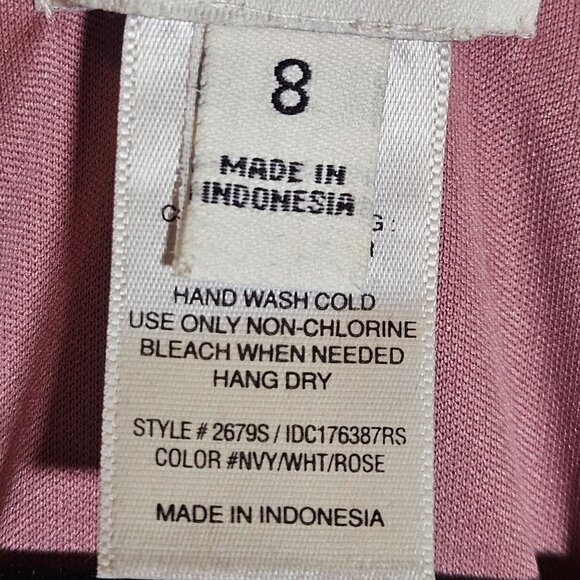 8
MADE IN
INDONESIA
HAND WASH COLD
USE ONLY NON-CHLORINE
BLEACH WHEN NEEDED
HANG DRY
STYLE # 2679S / IDC176387RS
COLOR #NVY/WHT/ROSE
MADE IN INDONESIA